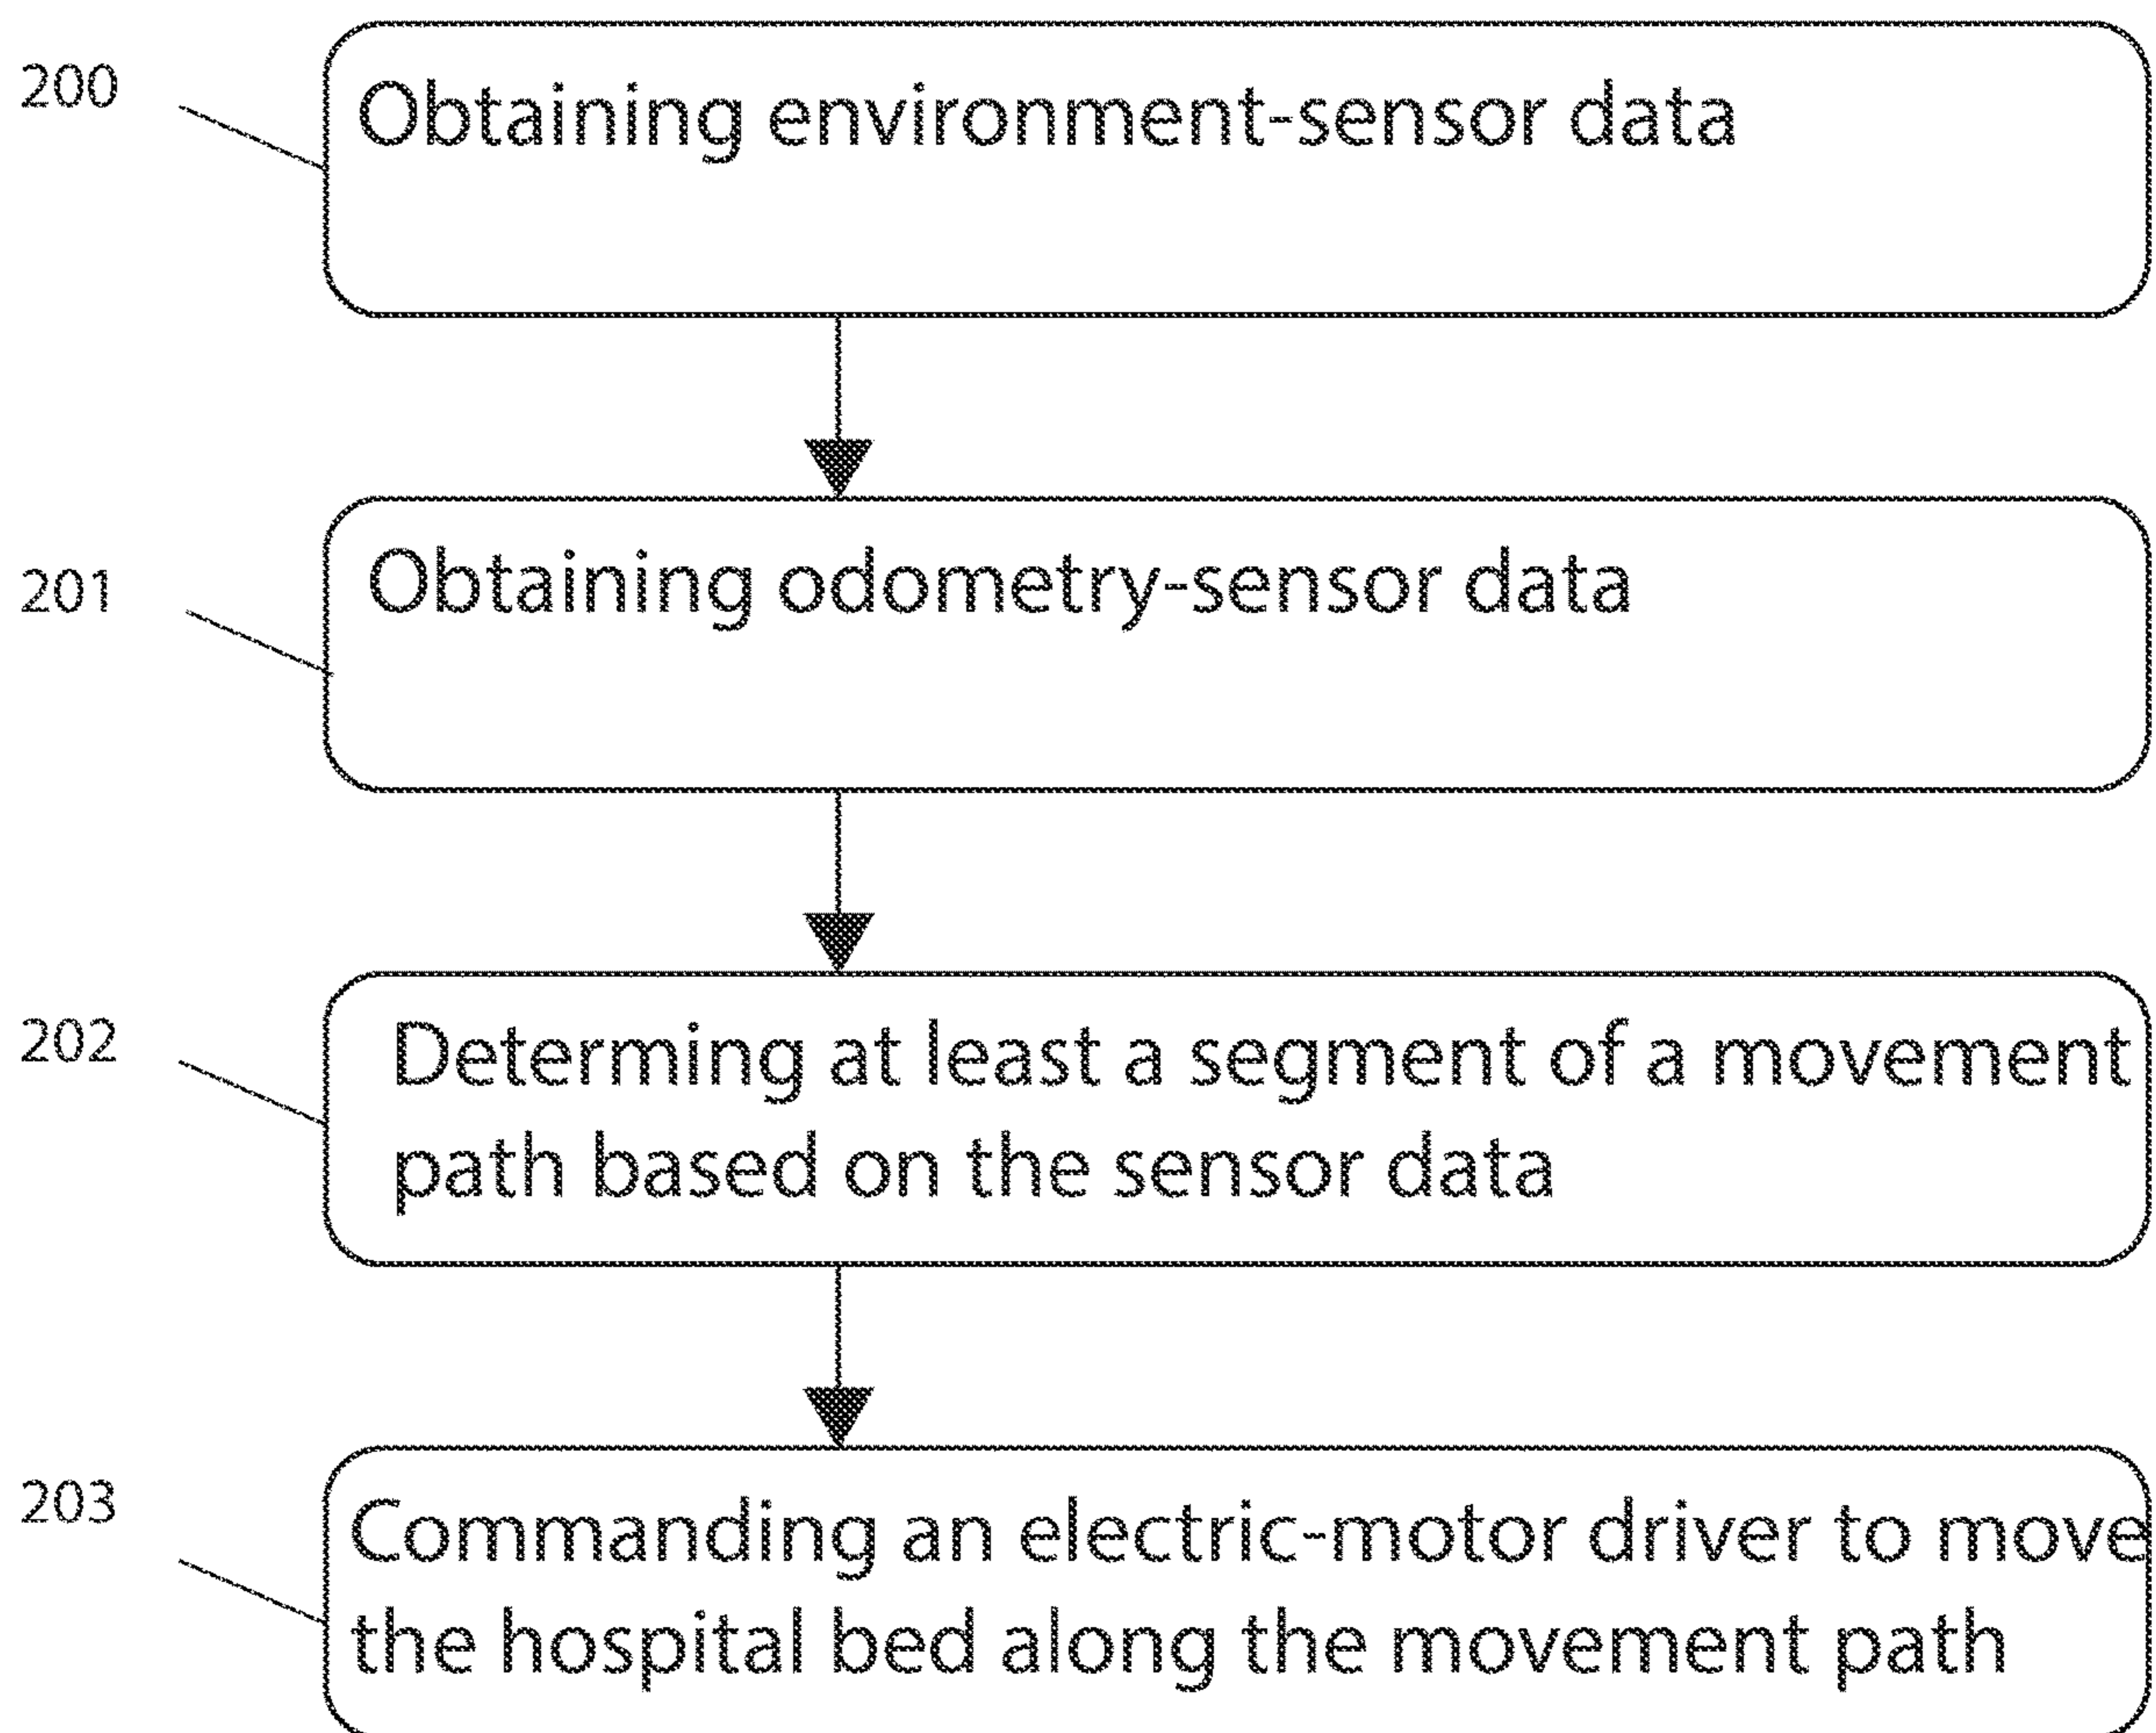 200
Obtaining environment-sensor data
201
Obtaining odometry-sensor data
202
Determing at least a segment of a movement
path based on the sensor data
203
Commanding an electric-motor driver to move
the hospital bed along the movement path